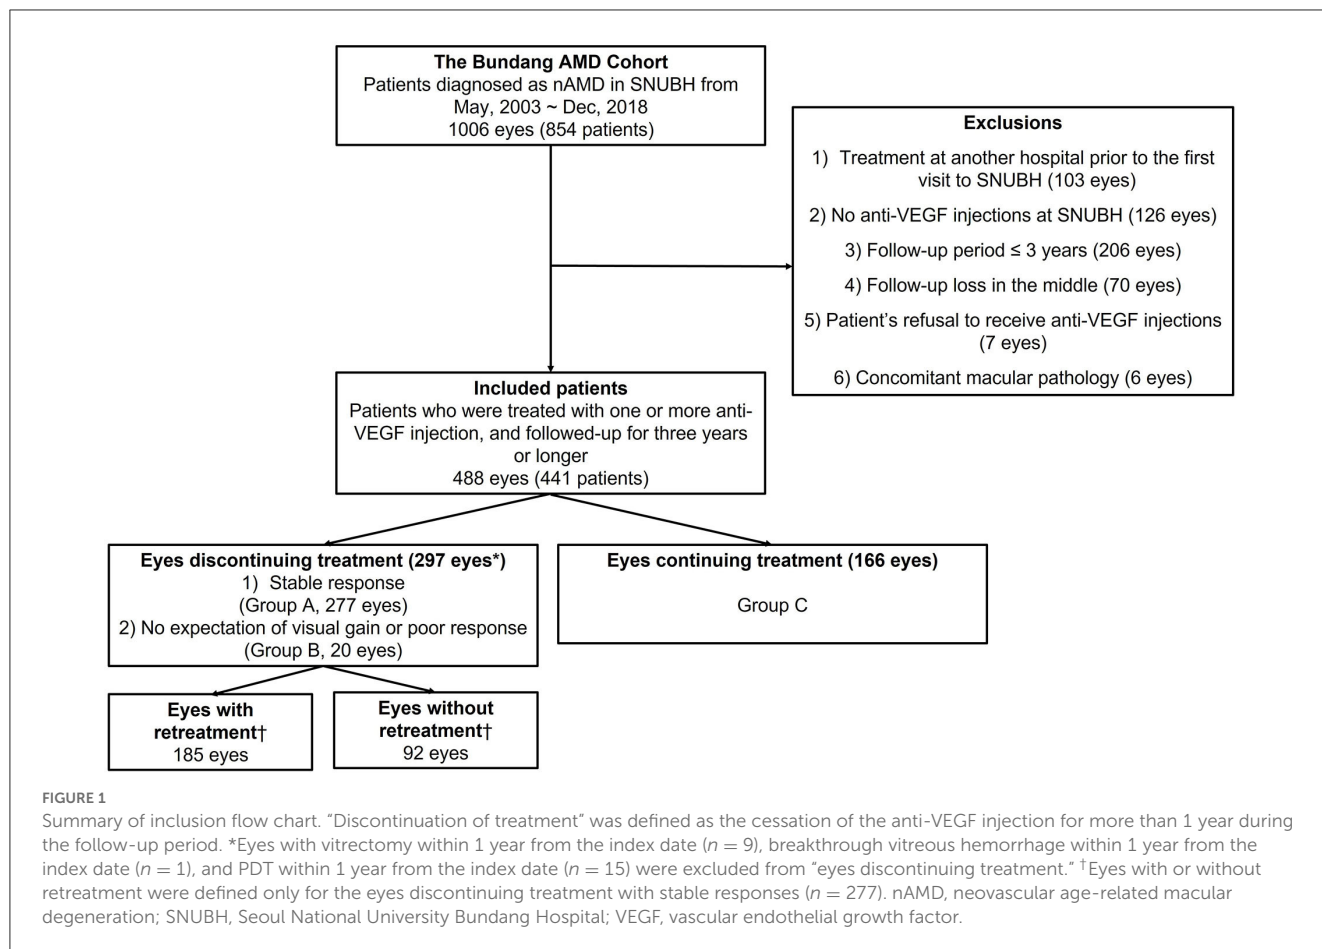 The Bundang AMD Cohort
Patients diagnosed as nAMD in SNUBH from
May, 2003 ~ Dec, 2018
1006 eyes (854 patients)
Exclusions
1) Treatment at another hospital prior to the first
visit to SNUBH (103 eyes)
2) No anti-VEGF injections at SNUBH (126 eyes)
3) Follow-up period ≤ 3 years (206 eyes)
4) Follow-up loss in the middle (70 eyes)
5) Patient's refusal to receive anti-VEGF injections
(7 eyes)
6) Concomitant macular pathology (6 eyes)
Included patients
Patients who were treated with one or more anti-
VEGF injection, and followed-up for three years
or longer
488 eyes (441 patients)
Eyes discontinuing treatment (297 eyes*)
1) Stable response
(Group A, 277 eyes)
2) No expectation of visual gain or poor response
(Group B, 20 eyes)
Eyes continuing treatment (166 eyes)
Group C
Eyes with
retreatment†
185 eyes
Eyes without
retreatment†
92 eyes
FIGURE 1
Summary of inclusion flow chart. "Discontinuation of treatment" was defined as the cessation of the anti-VEGF injection for more than 1 year during
the follow-up period. *Eyes with vitrectomy within 1 year from the index date (n = 9), breakthrough vitreous hemorrhage within 1 year from the
index date (n = 1), and PDT within 1 year from the index date (n = 15) were excluded from "eyes discontinuing treatment." †Eyes with or without
retreatment were defined only for the eyes discontinuing treatment with stable responses (n = 277). nAMD, neovascular age-related macular
degeneration; SNUBH, Seoul National University Bundang Hospital; VEGF, vascular endothelial growth factor.